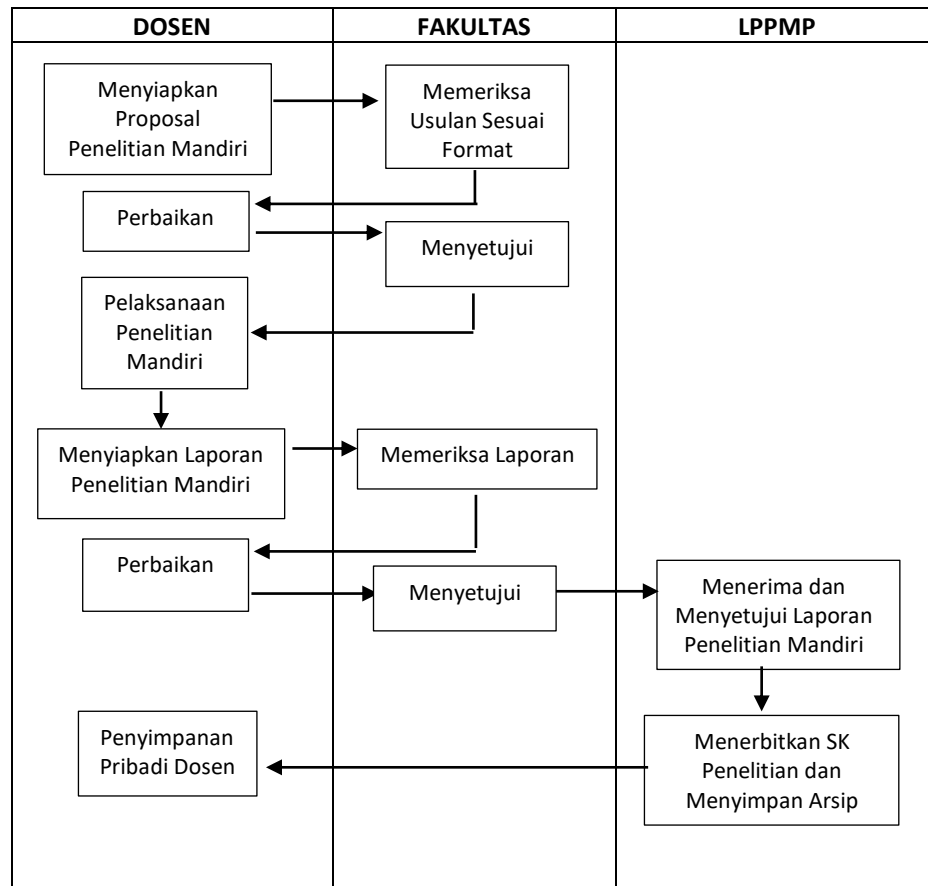 DOSEN
FAKULTAS
LPPMP
Menyiapkan
Proposal
Penelitian Mandiri
Memeriksa
Usulan Sesuai
Format
Perbaikan
Menyetujui
Pelaksanaan
Penelitian
Mandiri
Menyiapkan Laporan
Penelitian Mandiri
Memeriksa Laporan
Perbaikan
Menyetujui
Menerima dan
Menyetujui Laporan
Penelitian Mandiri
Menerbitkan SK
Penelitian dan
Menyimpan Arsip
Penyimpanan
Pribadi Dosen